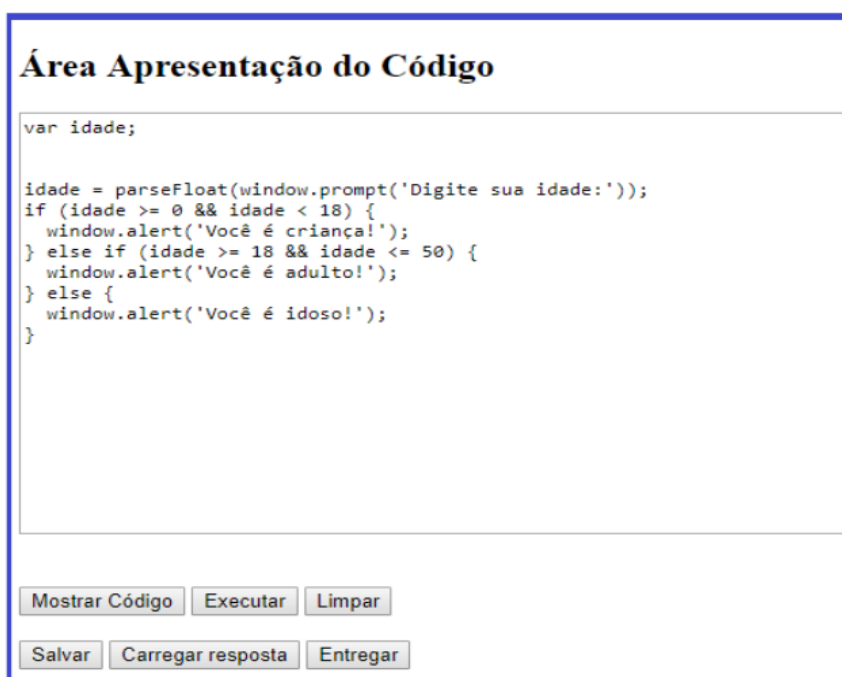 Área Apresentação do Código
var idade;
idade = parseFloat(window.prompt('Digite sua idade:'));
if (idade >= 0 && idade < 18) {
  window.alert('Você é criança!');
} else if (idade >= 18 && idade <= 50) {
  window.alert('Você é adulto!');
} else {
  window.alert('Você é idoso!');
}
Mostrar Código Executar Limpar
Salvar Carregar resposta Entregar